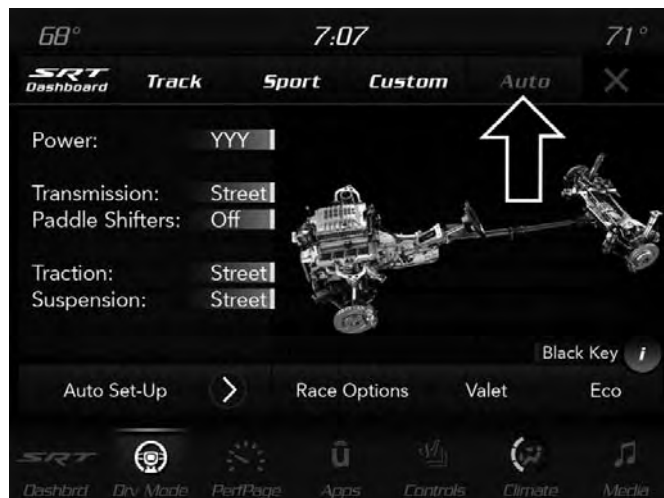 68° 7:07 71°
SRT Dashboard Track Sport Custom Auto X
Power: YYY
Transmission: Street
Paddle Shifters: Off
Traction: Street
Suspension: Street
Black Key i
Auto Set-Up > Race Options Valet Eco
SRT
Dashbrd Drv Mode PerfPage Apps Controls Climate Media